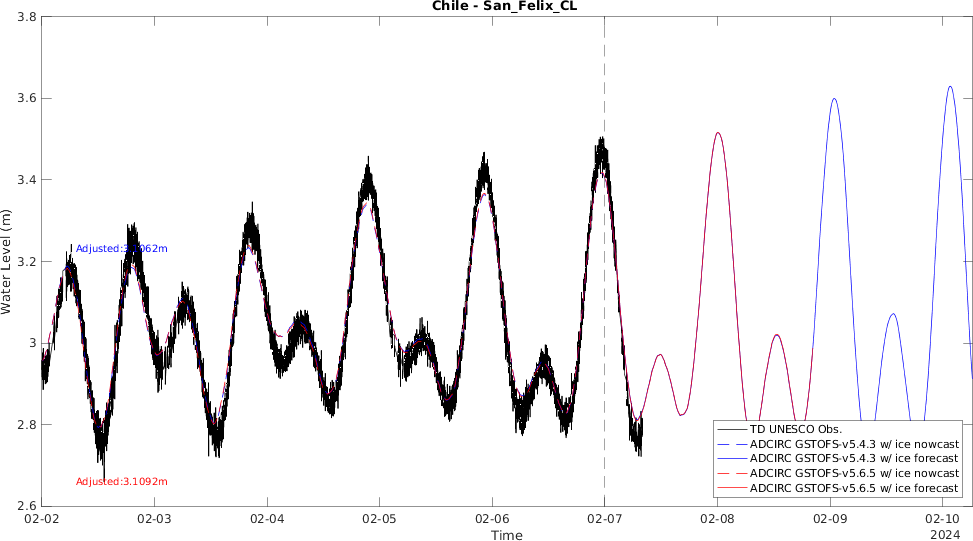 Chile - San_Felix_CL
3.8
3.6
3.4
3.2
3
2.8
2.6
Water Level (m)
Adjusted:3.1062m
Adjusted:3.1092m
TD UNESCO Obs.
ADCIRC GSTOFS-v5.4.3 w/ ice nowcast
ADCIRC GSTOFS-v5.4.3 w/ ice forecast
ADCIRC GSTOFS-v5.6.5 w/ ice nowcast
ADCIRC GSTOFS-v5.6.5 w/ ice forecast
02-02 02-03 02-04 02-05 02-06 02-07 02-08 02-09 02-10
2024
Time